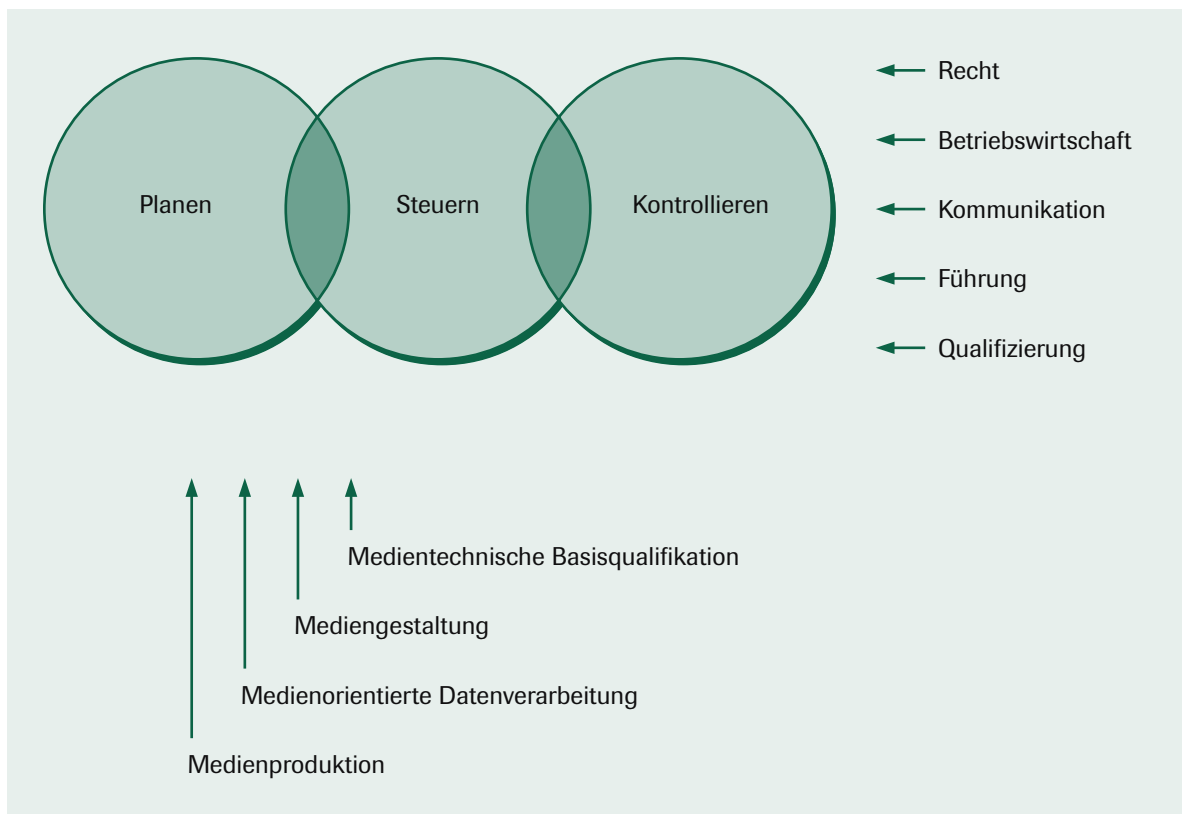 Planen
Steuern
Kontrollieren
Recht
Betriebswirtschaft
Kommunikation
Führung
Qualifizierung
Medientechnische Basisqualifikation
Mediengestaltung
Medienorientierte Datenverarbeitung
Medienproduktion